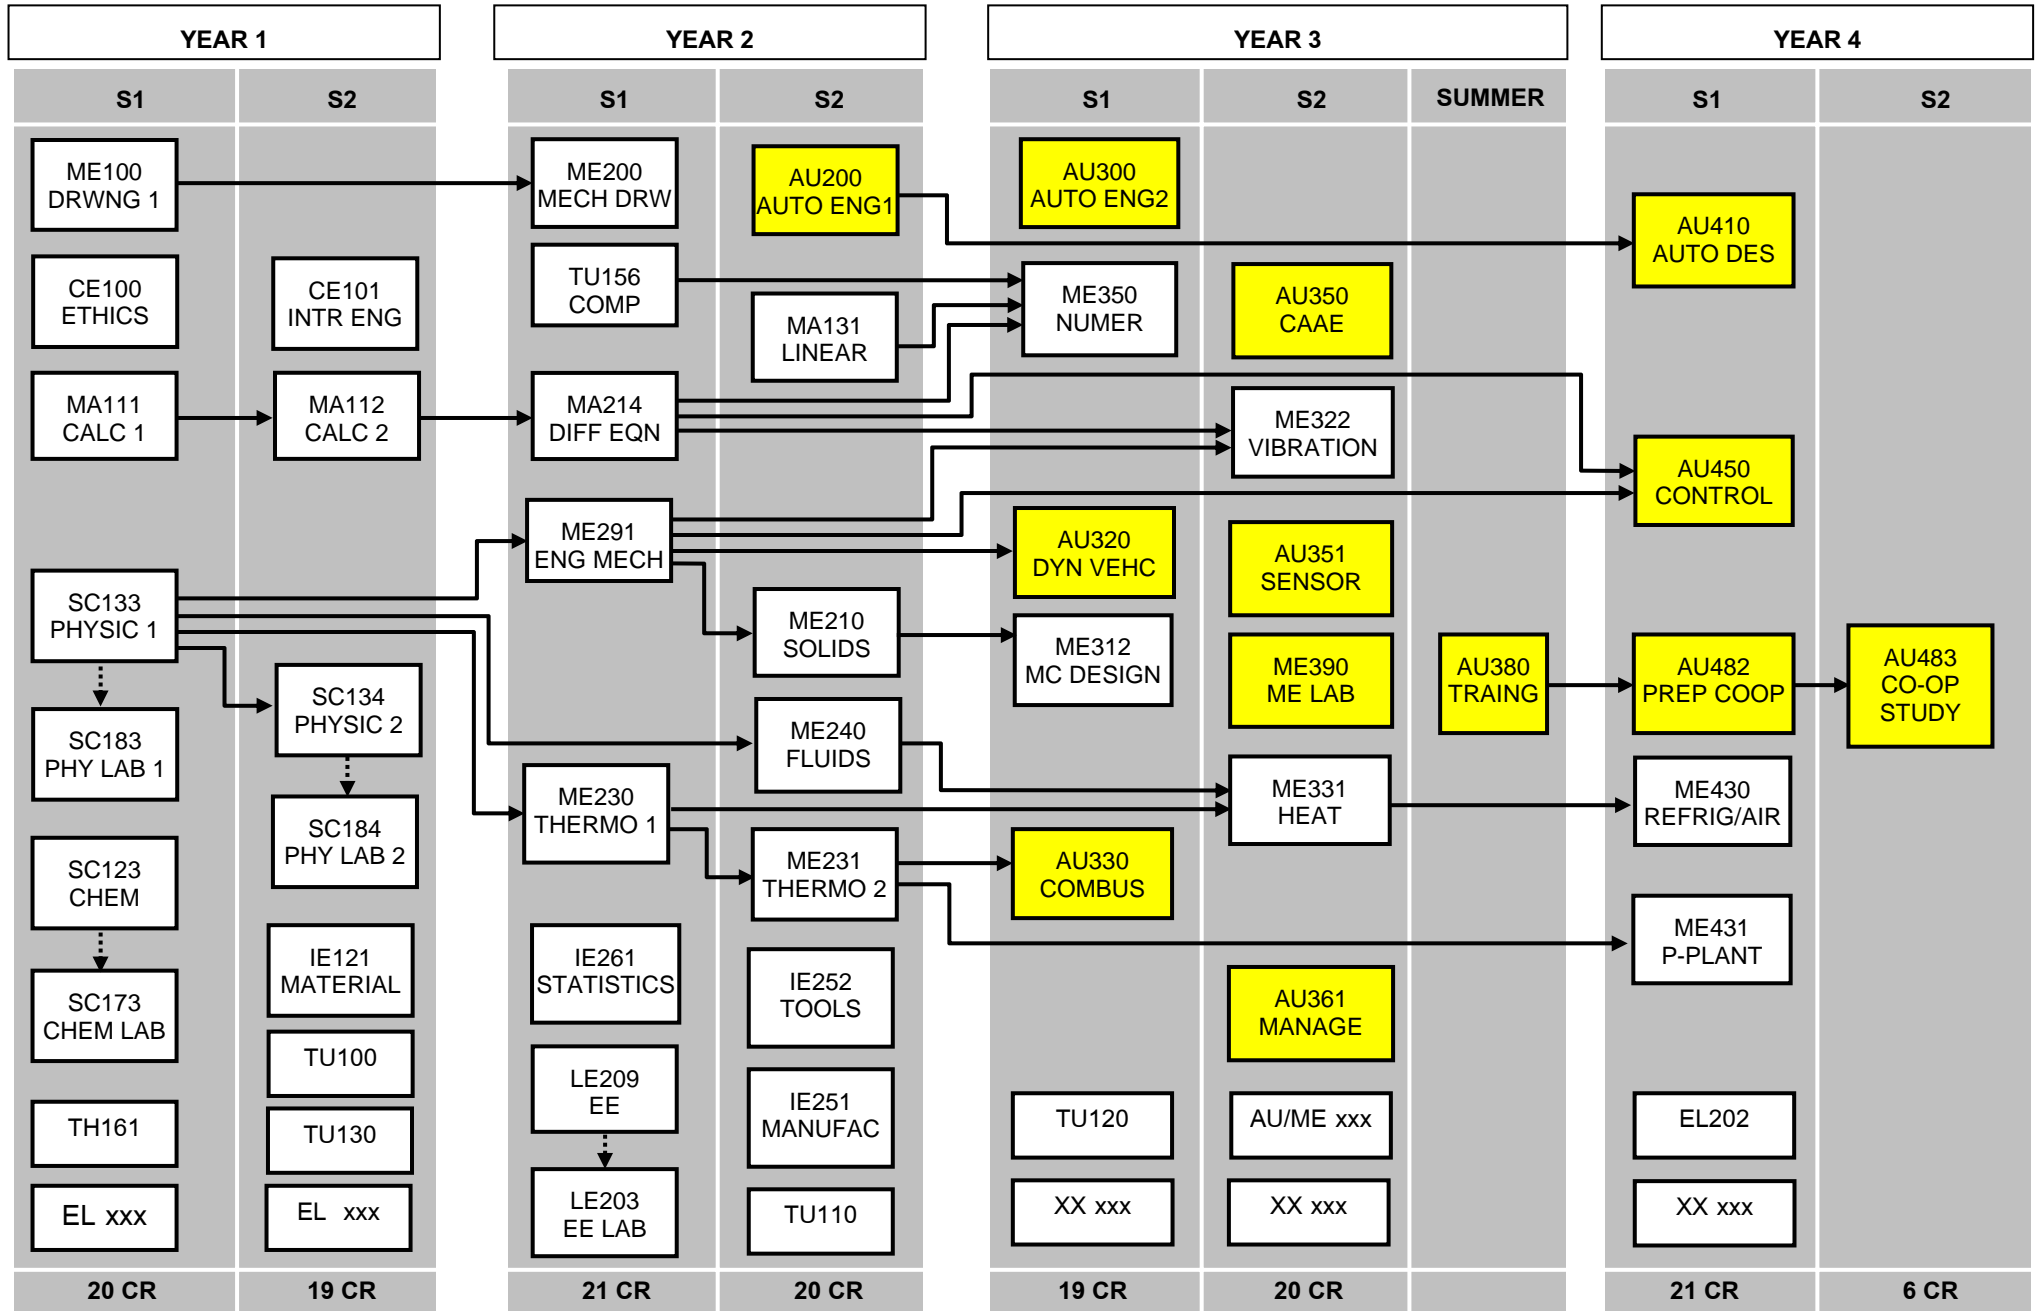 YEAR 1
YEAR 2
YEAR 3
YEAR 4
S1
S2
S1
S2
S1
S2
SUMMER
S1
S2
ME100
DRWNG 1
CE100
ETHICS
MA111
CALC 1
SC133
PHYSIC 1
SC183
PHY LAB 1
SC123
CHEM
SC173
CHEM LAB
TH161
EL xxx
20 CR
CE101
INTR ENG
MA112
CALC 2
SC134
PHYSIC 2
SC184
PHY LAB 2
IE121
MATERIAL
TU100
TU130
EL xxx
19 CR
ME200
MECH DRW
TU156
COMP
MA214
DIFF EQN
ME291
ENG MECH
ME230
THERMO 1
IE261
STATISTICS
LE209
EE
LE203
EE LAB
21 CR
AU200
AUTO ENG1
MA131
LINEAR
ME210
SOLIDS
ME240
FLUIDS
ME231
THERMO 2
IE252
TOOLS
IE251
MANUFAC
TU110
20 CR
AU300
AUTO ENG2
ME350
NUMER
AU320
DYN VEHC
ME312
MC DESIGN
AU330
COMBUS
TU120
XX xxx
19 CR
AU350
CAAE
ME322
VIBRATION
AU351
SENSOR
ME390
ME LAB
ME331
HEAT
AU361
MANAGE
AU/ME xxx
XX xxx
20 CR
AU380
TRAING
AU410
AUTO DES
AU450
CONTROL
AU482
PREP COOP
ME430
REFRIG/AIR
ME431
P-PLANT
EL202
XX xxx
21 CR
AU483
CO-OP
STUDY
6 CR